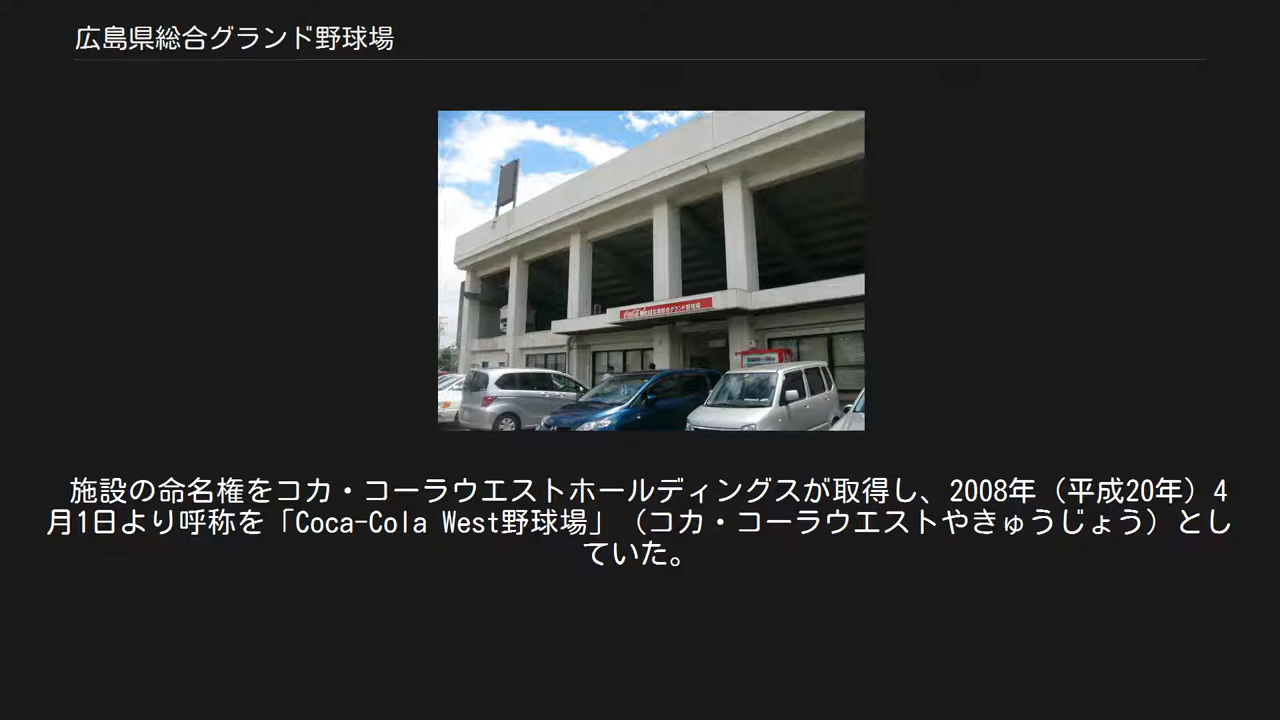 広島県総合グランド野球場
施設の命名権をコカ・コーラウエストホールディングスが取得し、2008年（平成20年）4
月1日より呼称を「Coca-Cola West野球場」（コカ・コーラウエストやきゅうじょう）とし
ていた。